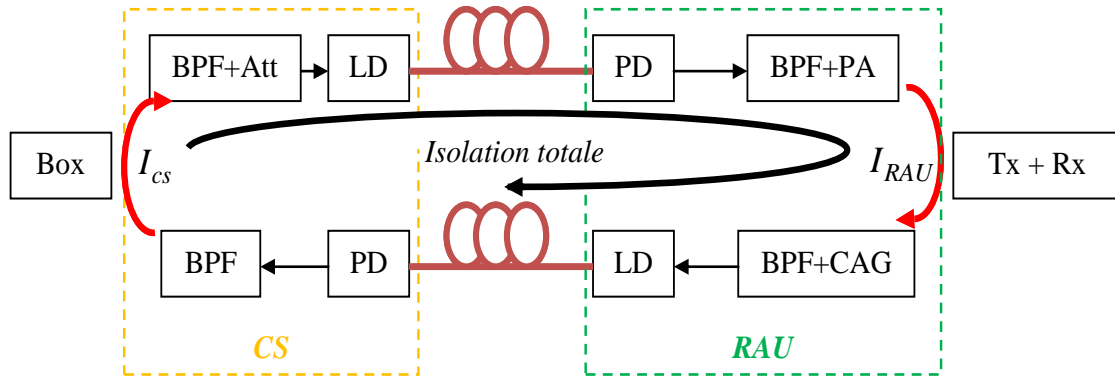 BPF+Att
LD
PD
BPF+PA
Box
I_cs
Isolation totale
I_RAU
Tx + Rx
BPF
PD
LD
BPF+CAG
CS
RAU